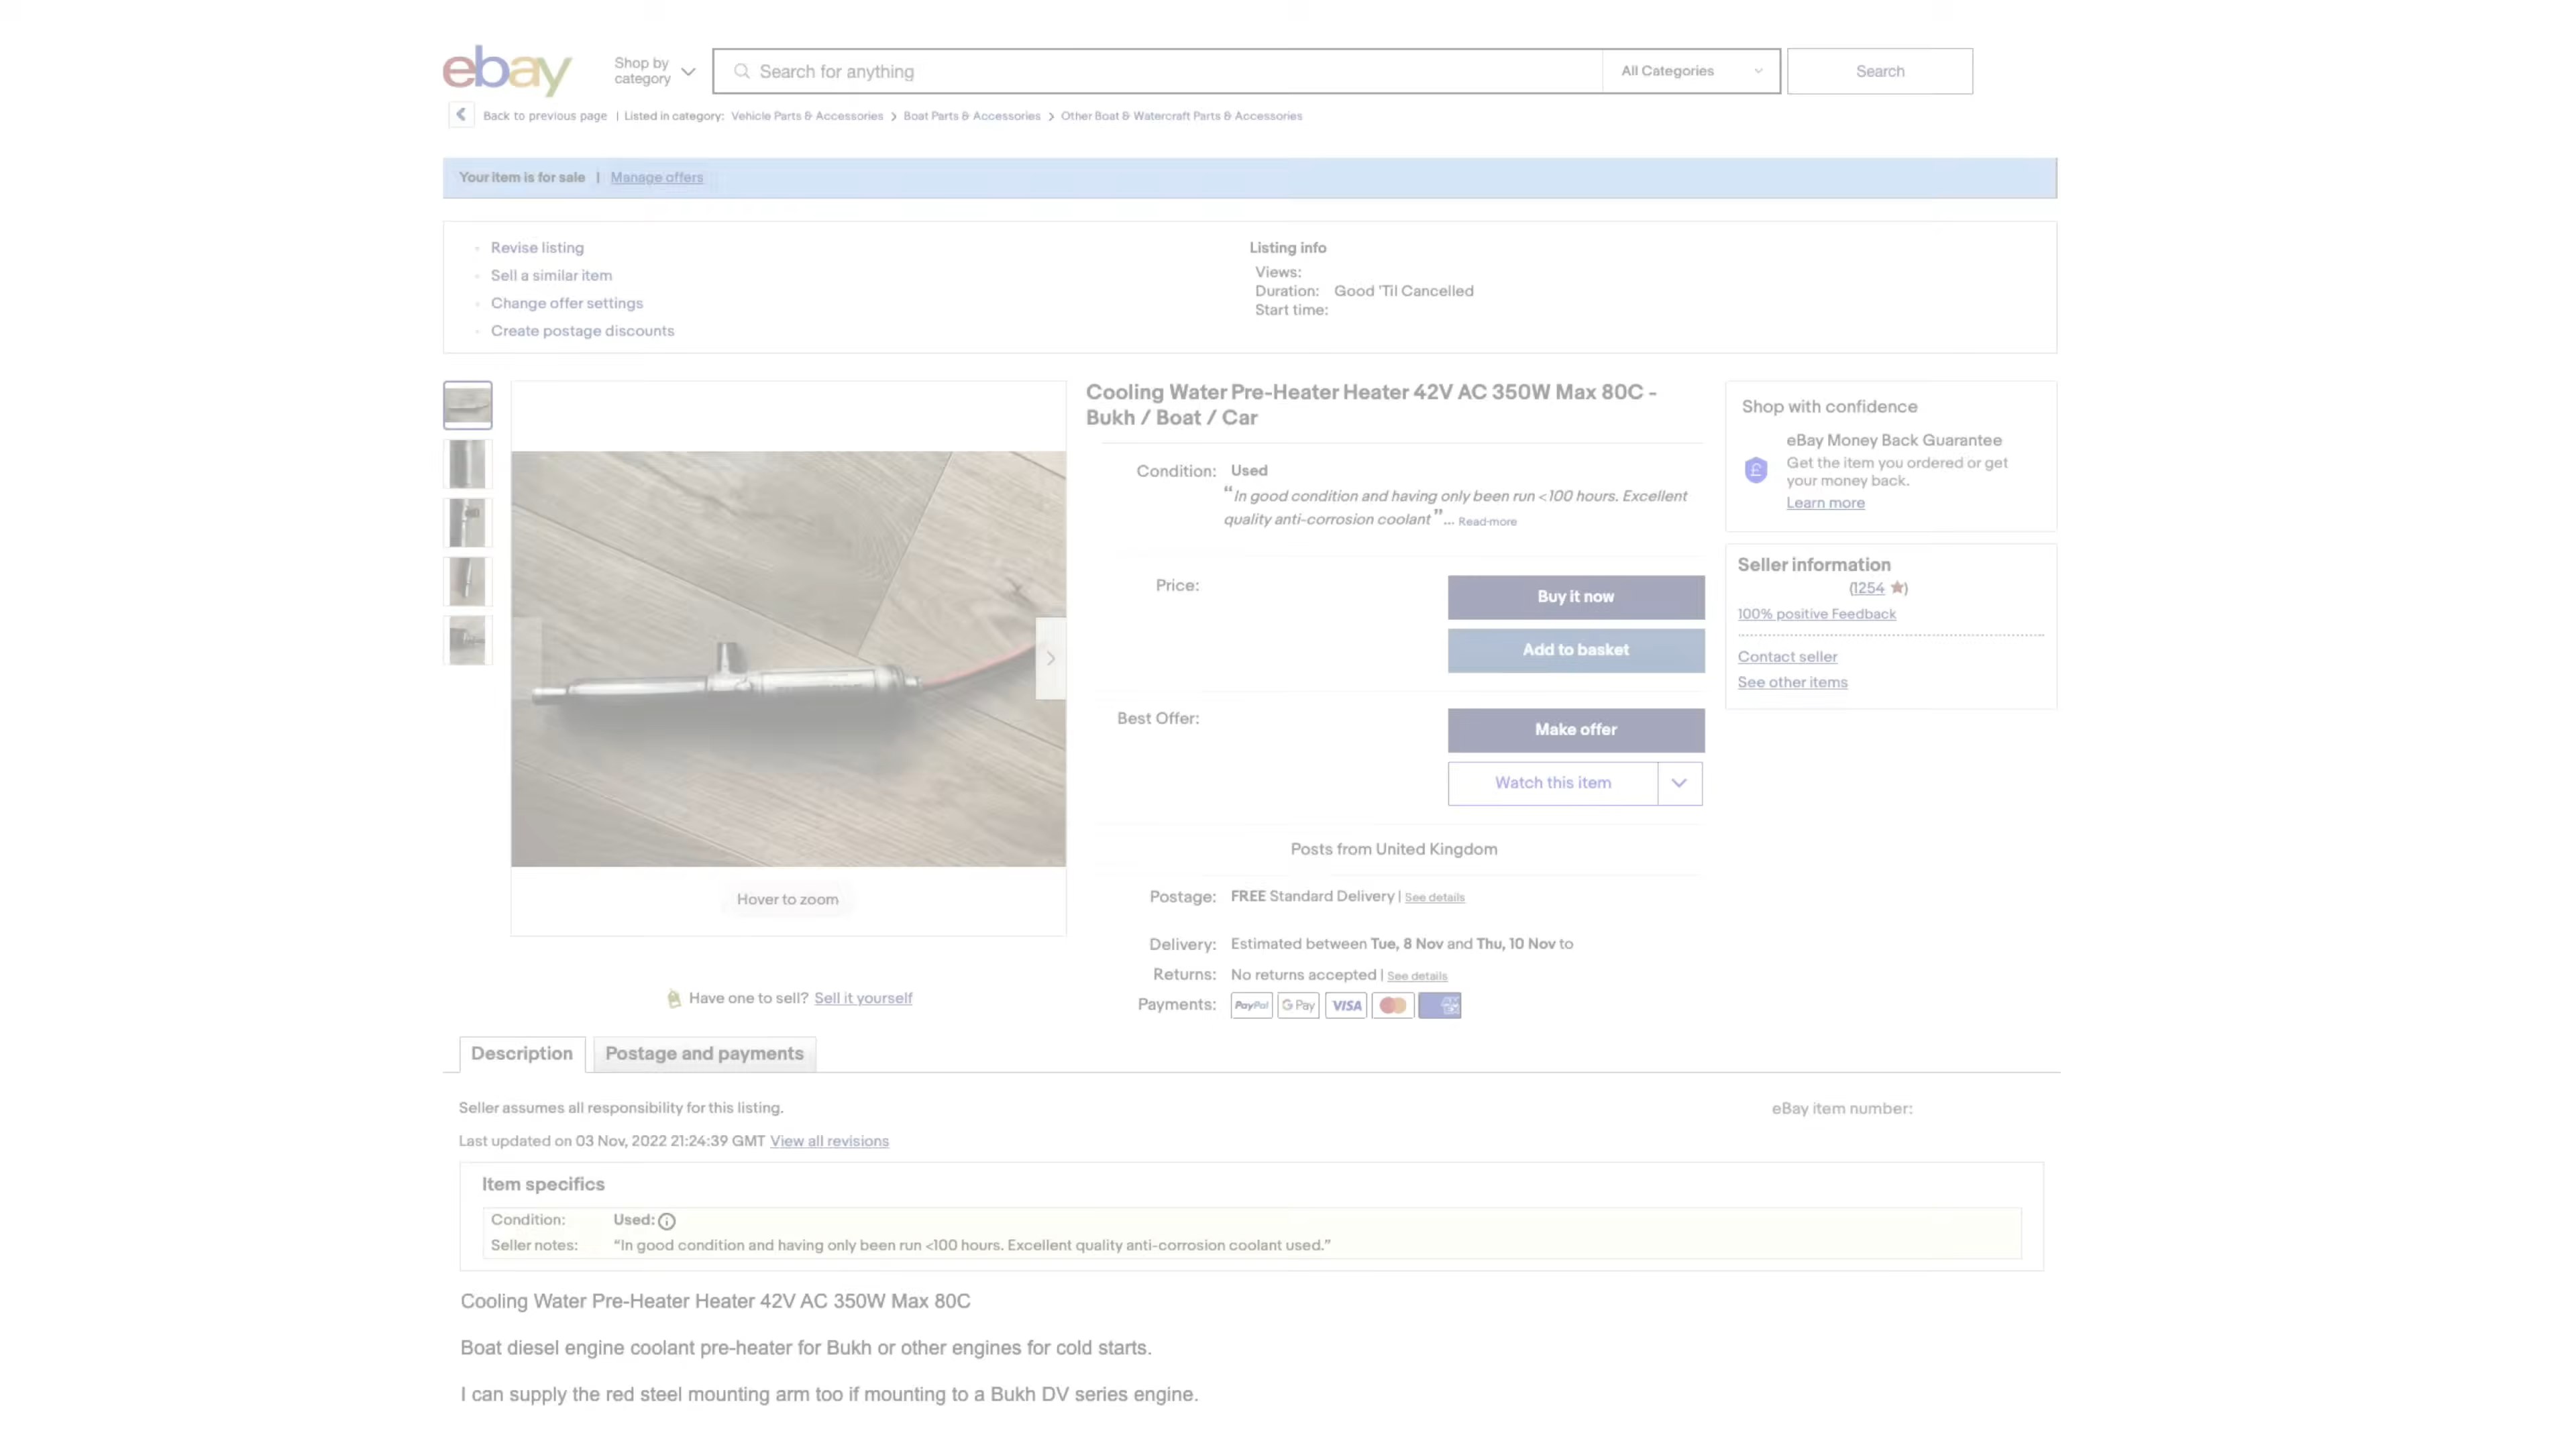 ebay
Shop by
category
Search for anything
All Categories
Search
Back to previous page | Listed in category: Vehicle Parts & Accessories > Boat Parts & Accessories > Other Boat & Watercraft Parts & Accessories
Your item is for sale | Manage offers
Revise listing
Sell a similar item
Change offer settings
Create postage discounts
Listing info
Views:
Duration: Good 'Til Cancelled
Start time:
Cooling Water Pre-Heater Heater 42V AC 350W Max 80C -
Bukh / Boat / Car
Condition: Used
“In good condition and having only been run <100 hours. Excellent
quality anti-corrosion coolant”... Read more
Price:
Buy it now
Add to basket
Best Offer:
Make offer
Watch this item
Posts from United Kingdom
Postage: FREE Standard Delivery | See details
Delivery: Estimated between Tue, 8 Nov and Thu, 10 Nov to
Returns: No returns accepted | See details
Payments: PayPal G Pay VISA
Shop with confidence
eBay Money Back Guarantee
Get the item you ordered or get
your money back.
Learn more
Seller information
(1254 ★)
100% positive Feedback
Contact seller
See other items
Hover to zoom
Have one to sell? Sell it yourself
Description
Postage and payments
Seller assumes all responsibility for this listing.
eBay item number:
Last updated on 03 Nov, 2022 21:24:39 GMT View all revisions
Item specifics
Condition: Used:
Seller notes: “In good condition and having only been run <100 hours. Excellent quality anti-corrosion coolant used.”
Cooling Water Pre-Heater Heater 42V AC 350W Max 80C
Boat diesel engine coolant pre-heater for Bukh or other engines for cold starts.
I can supply the red steel mounting arm too if mounting to a Bukh DV series engine.